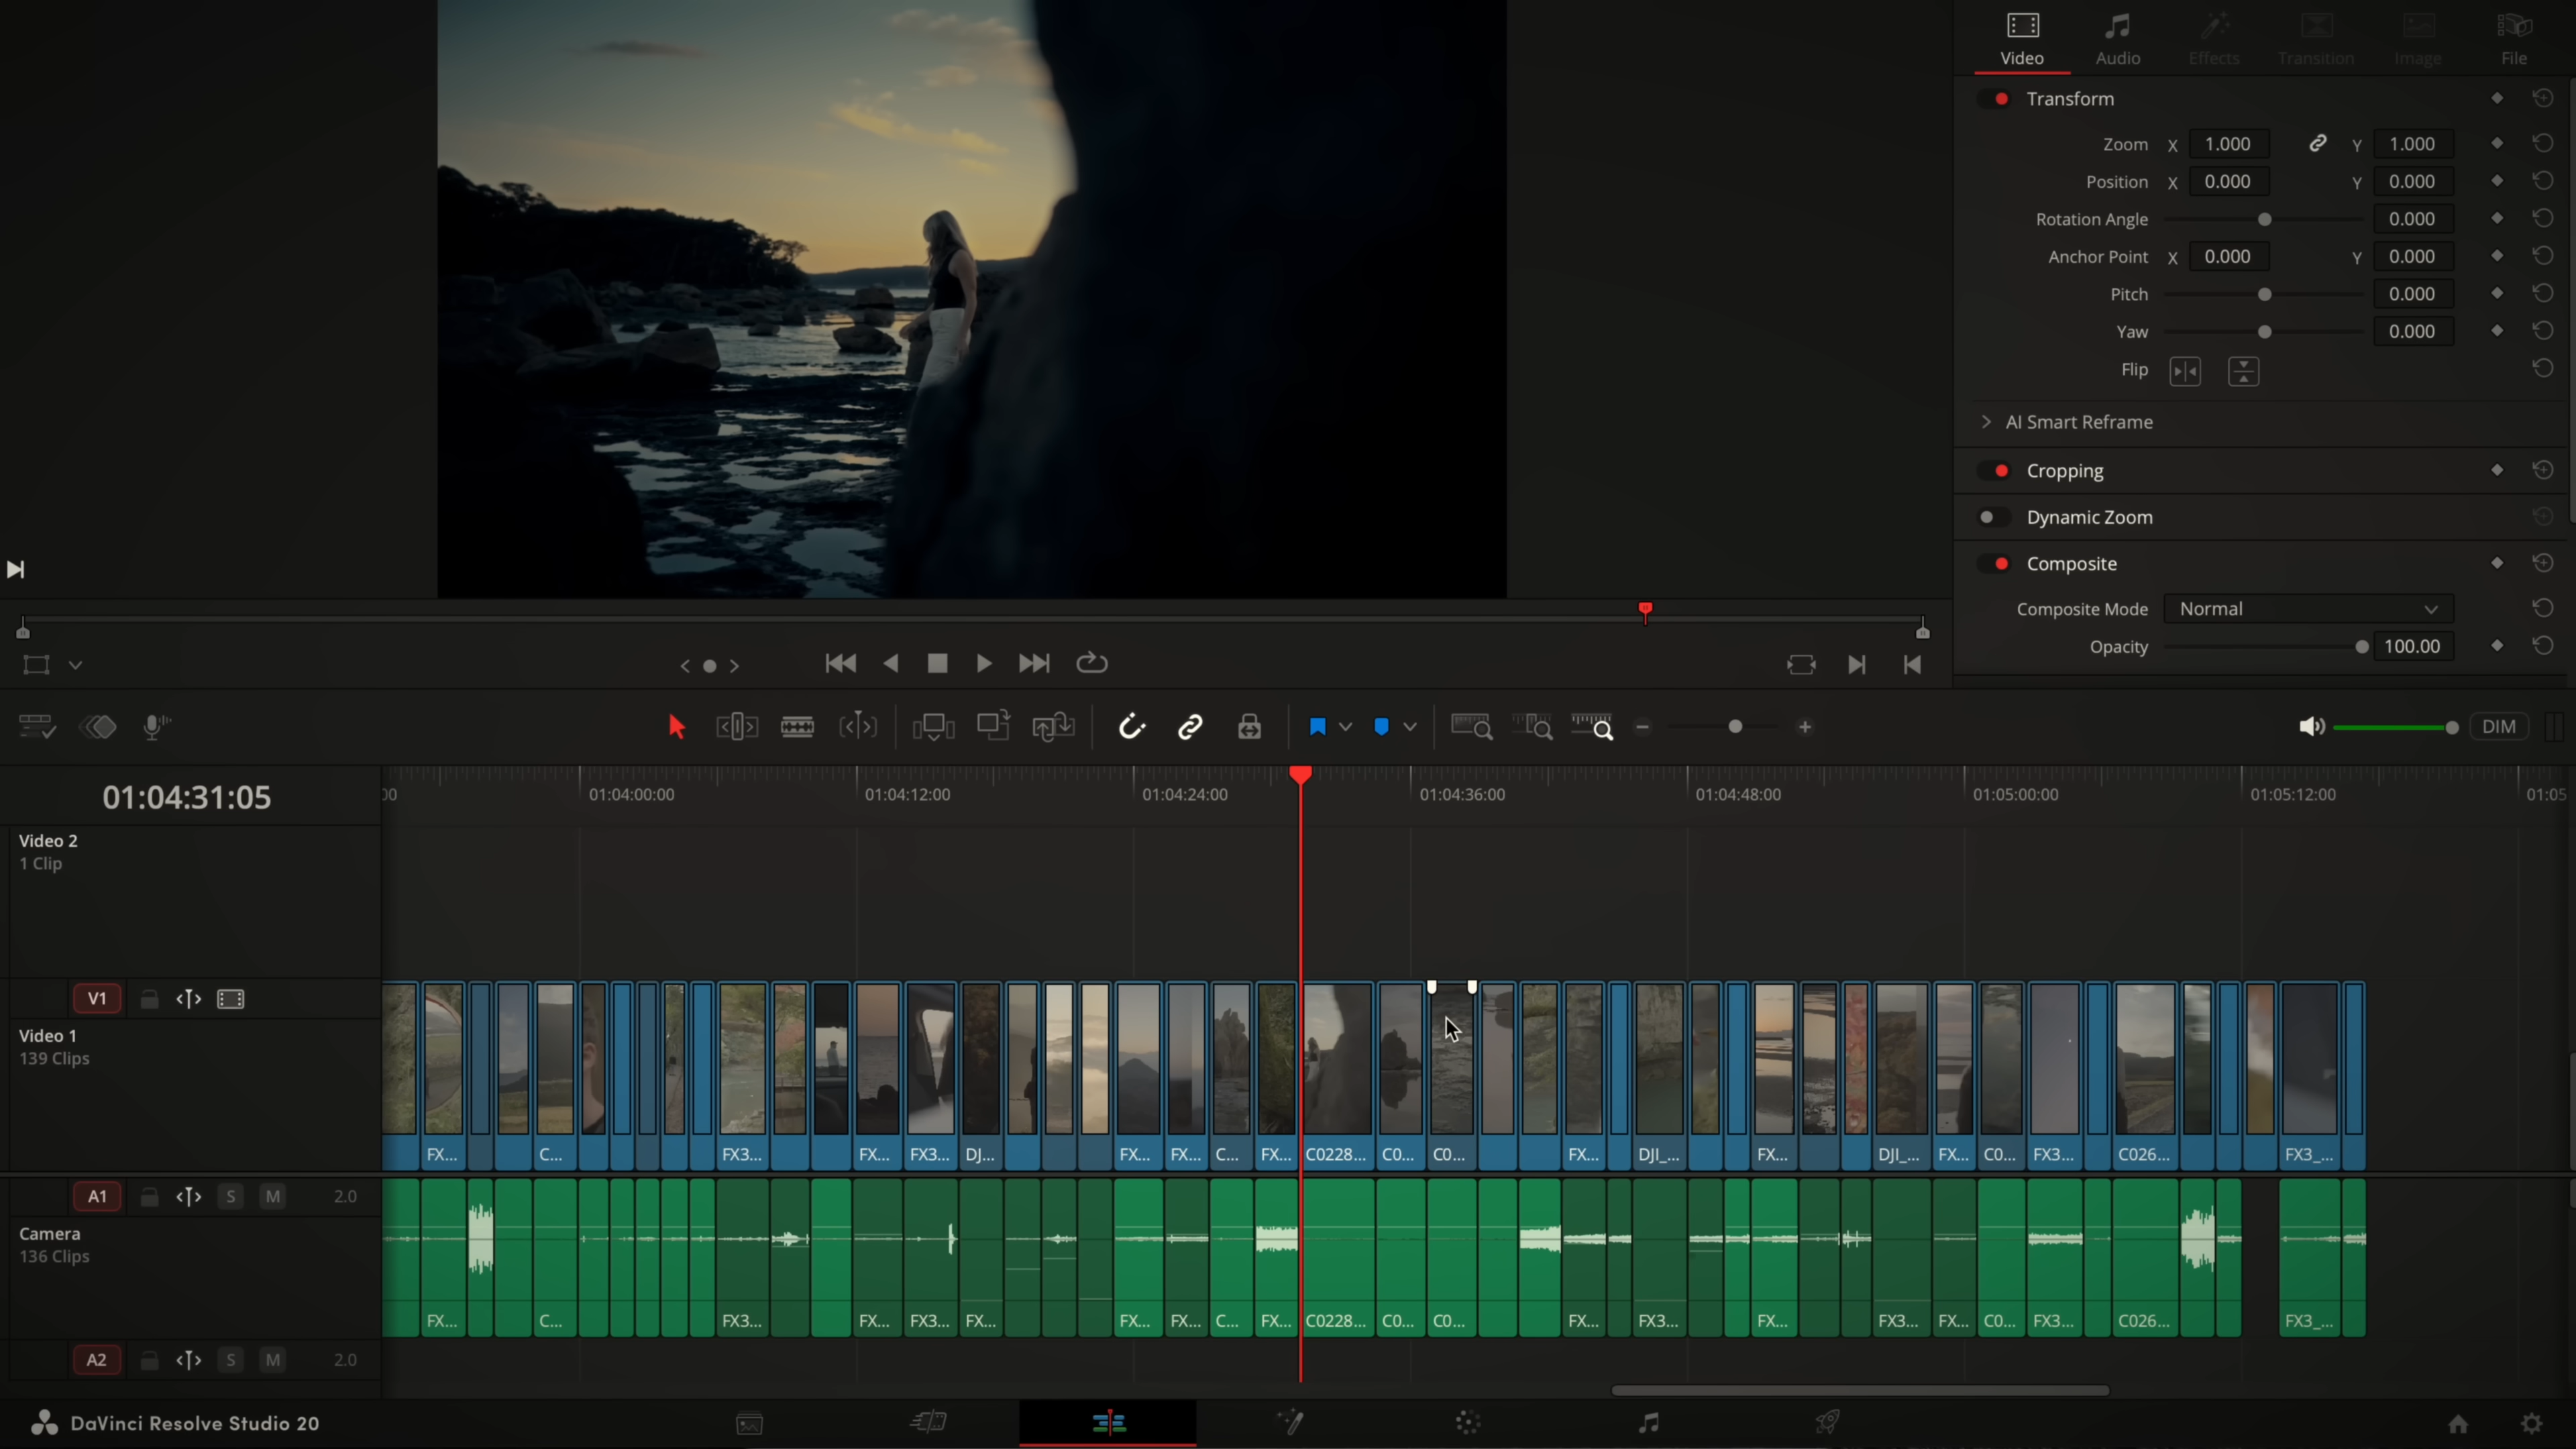 Video Audio Effects Transition Image File
Transform
Zoom X 1.000 Y 1.000
Position X 0.000 Y 0.000
Rotation Angle 0.000
Anchor Point X 0.000 Y 0.000
Pitch 0.000
Yaw 0.000
Flip
AI Smart Reframe
Cropping
Dynamic Zoom
Composite
Composite Mode Normal
Opacity 100.00
DIM
01:04:31:05
00 01:04:00:00 01:04:12:00 01:04:24:00 01:04:36:00 01:04:48:00 01:05:00:00 01:05:12:00 01:05
Video 2
1 Clip
V1
Video 1
139 Clips
FX... C... FX3... FX... FX3... DJ... FX... FX... C... FX... C0228... C0... C0... FX... DJI_... FX... DJI_... FX... C0... FX3... C026... FX3_...
A1 S M 2.0
Camera
136 Clips
FX... C... FX3... FX... FX3... FX... FX... FX... C... FX... C0228... C0... C0... FX... FX3... FX... FX3... FX... C0... FX3... C026... FX3_...
A2 S M 2.0
DaVinci Resolve Studio 20